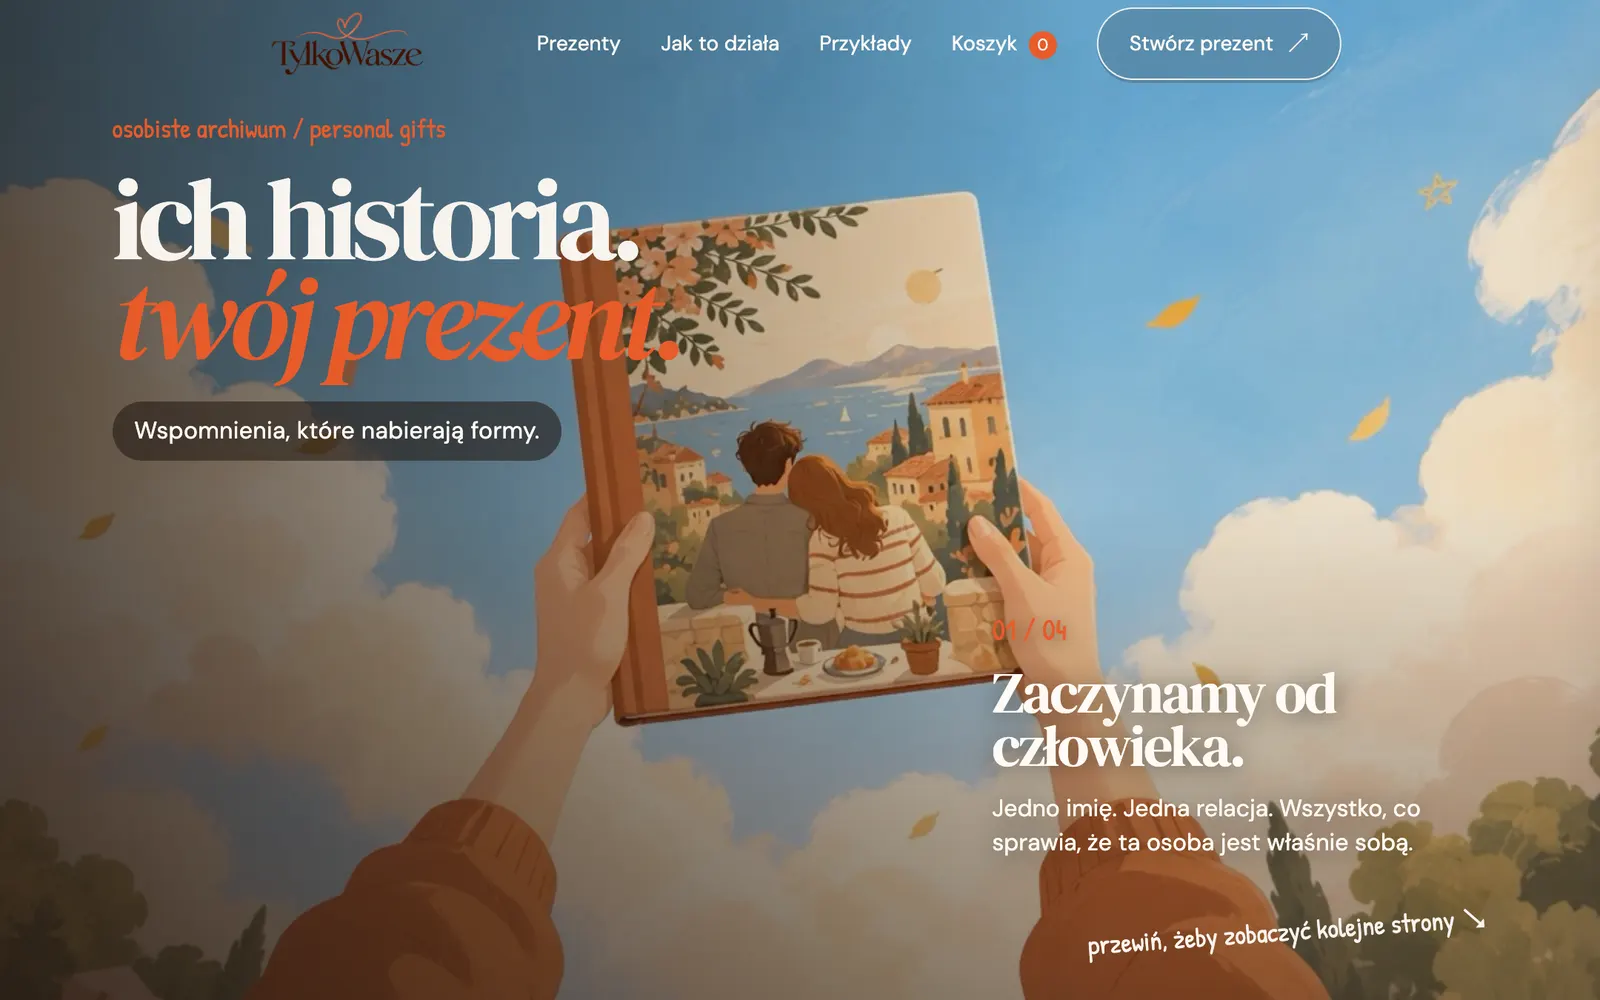 TylkoWasze
Prezenty
Jak to działa
Przykłady
Koszyk 0
Stwórz prezent ↗
osobiste archiwum / personal gifts
ich historia.
twój prezent.
Wspomnienia, które nabierają formy.
01 / 04
Zaczynamy od
człowieka.
Jedno imię. Jedna relacja. Wszystko, co
sprawia, że ta osoba jest właśnie sobą.
przewiń, żeby zobaczyć kolejne strony ↘